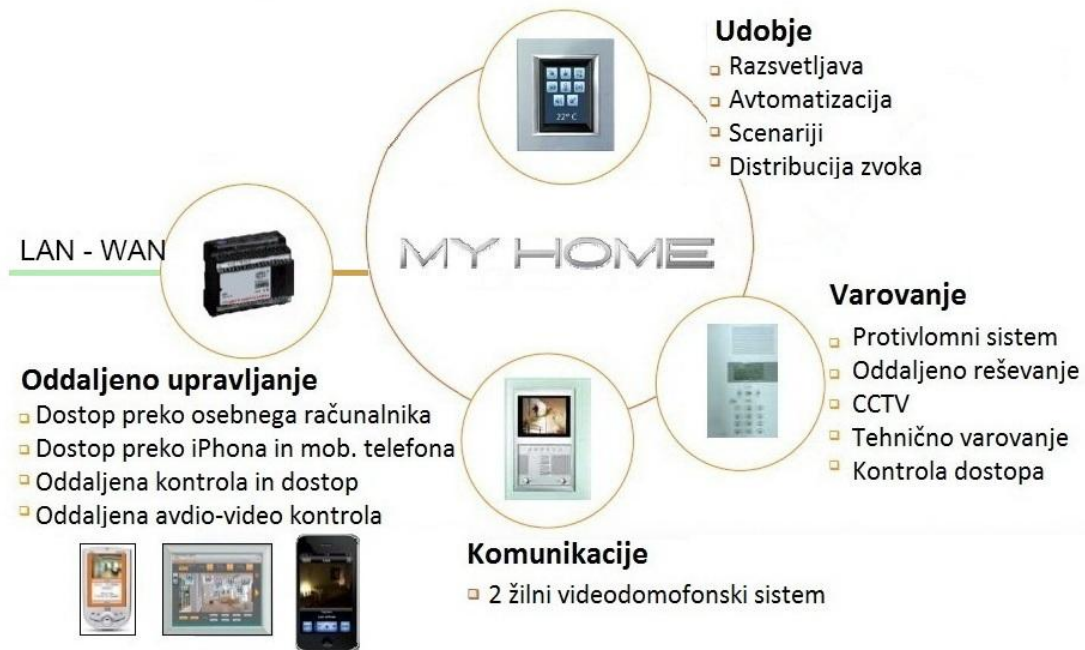 Udobje
Razsvetljava
Avtomatizacija
Scenariji
Distribucija zvoka
22° C
LAN - WAN
MY HOME
Varovanje
Protivlomni sistem
Oddaljeno reševanje
CCTV
Tehnično varovanje
Kontrola dostopa
Oddaljeno upravljanje
Dostop preko osebnega računalnika
Dostop preko iPhona in mob. telefona
Oddaljena kontrola in dostop
Oddaljena avdio-video kontrola
Komunikacije
2 žilni videodomofonski sistem